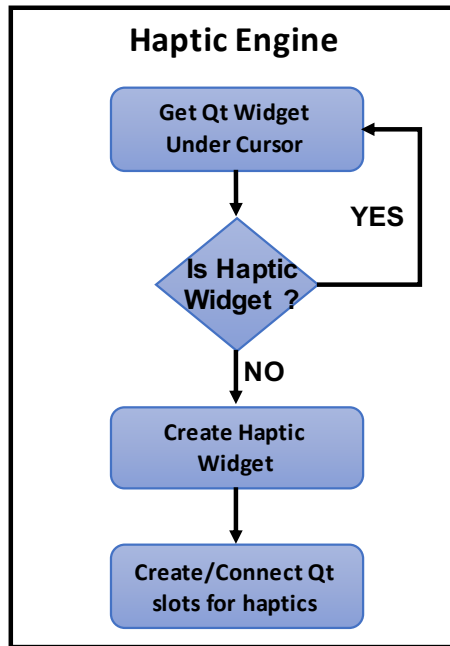 Haptic Engine
Get Qt Widget
Under Cursor
YES
Is Haptic
Widget ?
NO
Create Haptic
Widget
Create/Connect Qt
slots for haptics